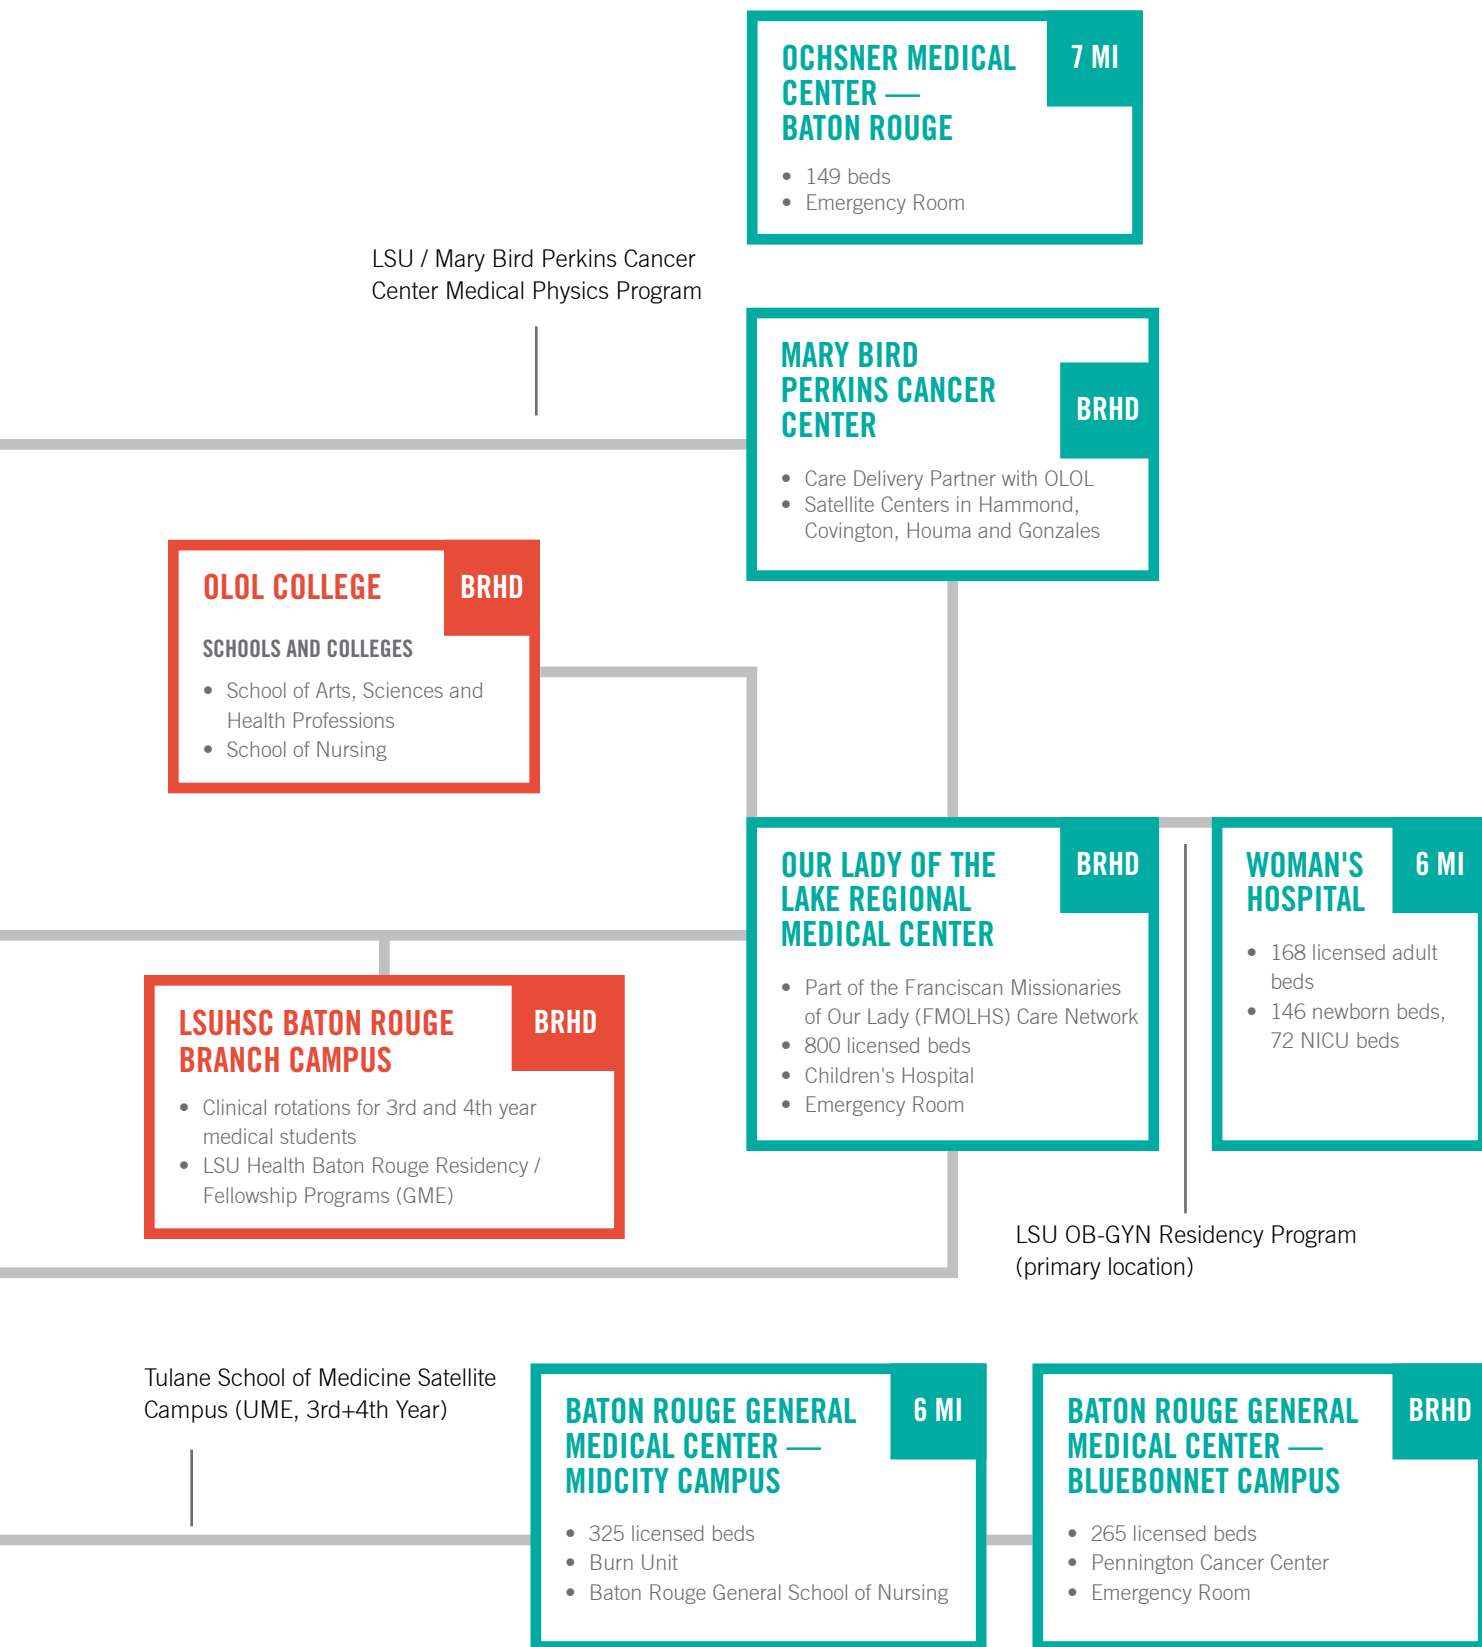 OCHSNER MEDICAL
CENTER —
BATON ROUGE
7 MI
• 149 beds
• Emergency Room
LSU / Mary Bird Perkins Cancer
Center Medical Physics Program
MARY BIRD
PERKINS CANCER
CENTER
BRHD
• Care Delivery Partner with OLOL
• Satellite Centers in Hammond,
Covington, Houma and Gonzales
OLOL COLLEGE
BRHD
SCHOOLS AND COLLEGES
• School of Arts, Sciences and
Health Professions
• School of Nursing
OUR LADY OF THE
LAKE REGIONAL
MEDICAL CENTER
BRHD
• Part of the Franciscan Missionaries
of Our Lady (FMOLHS) Care Network
• 800 licensed beds
• Children's Hospital
• Emergency Room
WOMAN'S
HOSPITAL
6 MI
• 168 licensed adult
beds
• 146 newborn beds,
72 NICU beds
LSUHSC BATON ROUGE
BRANCH CAMPUS
BRHD
• Clinical rotations for 3rd and 4th year
medical students
• LSU Health Baton Rouge Residency /
Fellowship Programs (GME)
LSU OB-GYN Residency Program
(primary location)
Tulane School of Medicine Satellite
Campus (UME, 3rd+4th Year)
BATON ROUGE GENERAL
MEDICAL CENTER —
MIDCITY CAMPUS
6 MI
• 325 licensed beds
• Burn Unit
• Baton Rouge General School of Nursing
BATON ROUGE GENERAL
MEDICAL CENTER —
BLUEBONNET CAMPUS
BRHD
• 265 licensed beds
• Pennington Cancer Center
• Emergency Room